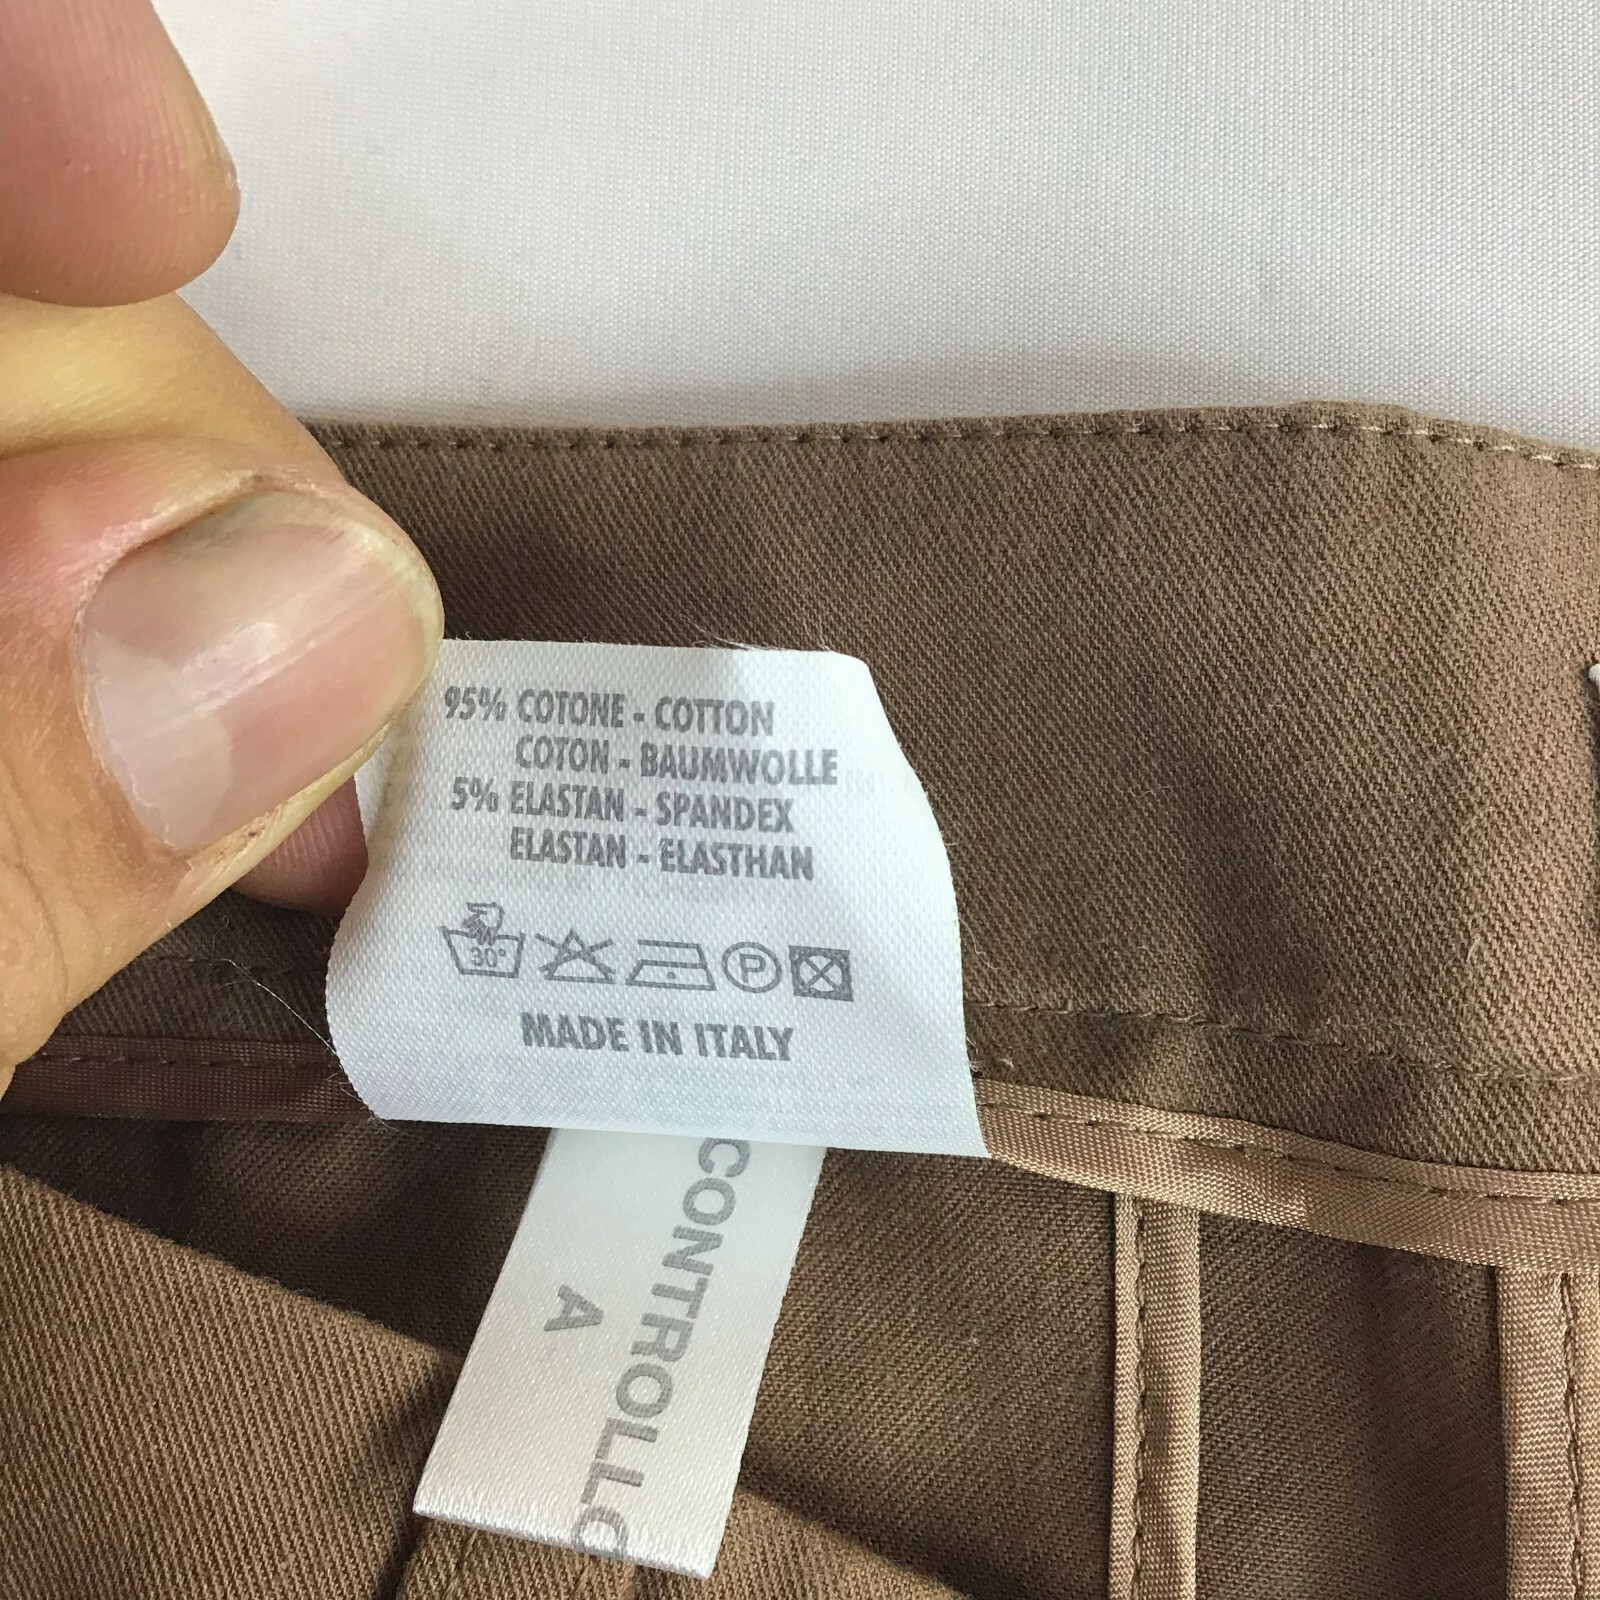 95% COTONE - COTTON
COTON - BAUMWOLLE
5% ELASTAN - SPANDEX
ELASTAN - ELASTHAN
30°
P
MADE IN ITALY
CONTROLLO
A